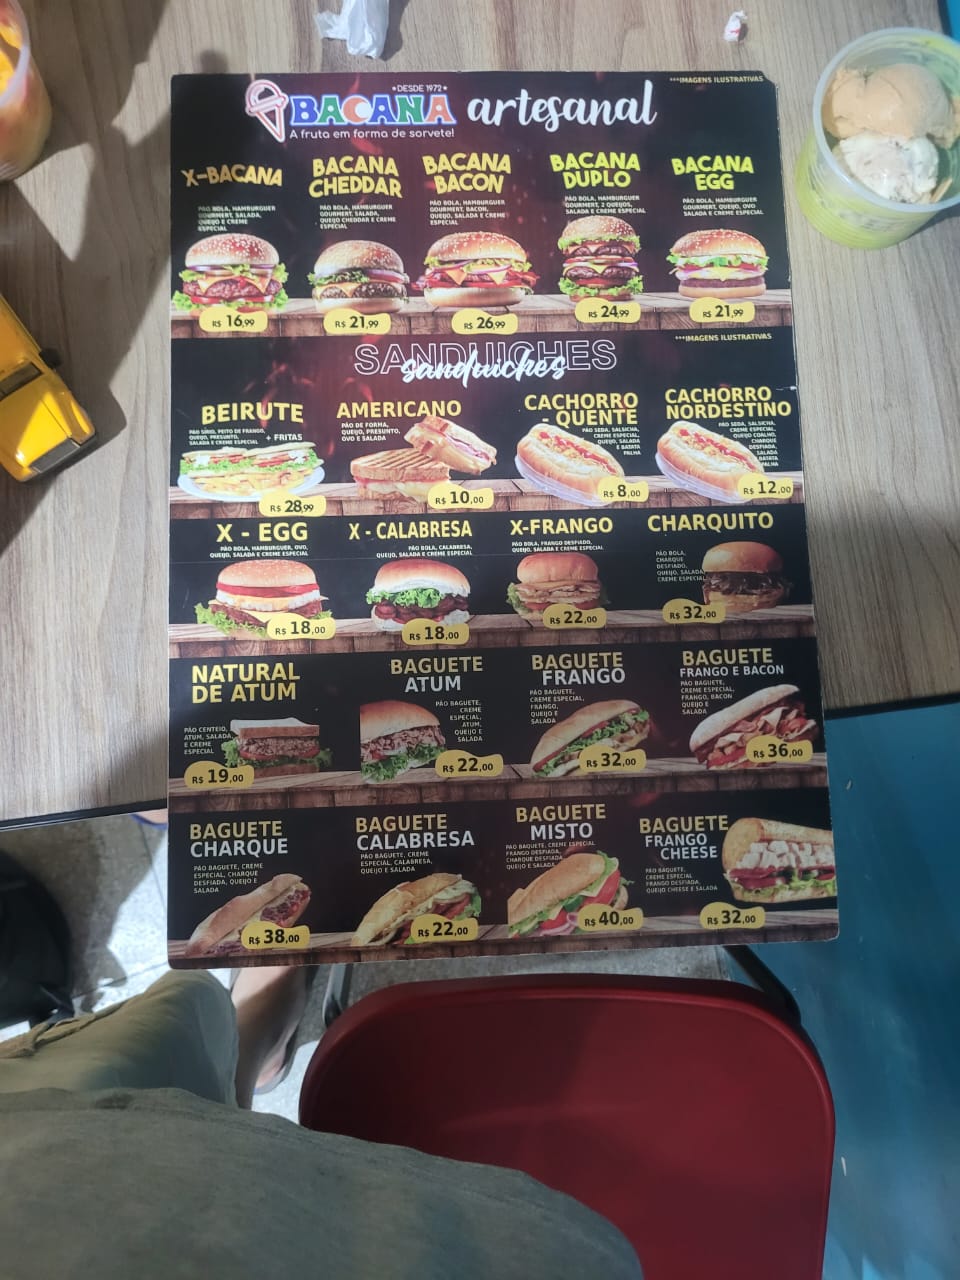 ***IMAGENS ILUSTRATIVAS
★DESDE 1972★
BACANA artesanal
A fruta em forma de sorvete!
X-BACANA
PÃO BOLA, HAMBURGUER
GOURMERT, SALADA,
QUEIJO E CREME
ESPECIAL
R$ 16,99
BACANA
CHEDDAR
PÃO BOLA, HAMBURGUER
GOURMERT, SALADA,
QUEIJO CHEDDAR E CREME
ESPECIAL
R$ 21,99
BACANA
BACON
PÃO BOLA, HAMBURGUER
GOURMERT, BACON,
QUEIJO, SALADA E CREME
ESPECIAL
R$ 26,99
BACANA
DUPLO
PÃO BOLA, HAMBURGUER
GOURMERT, 2 QUEIJOS,
SALADA E CREME ESPECIAL
R$ 24,99
BACANA
EGG
PÃO BOLA, HAMBURGUER
GOURMERT, QUEIJO, OVO
SALADA E CREME ESPECIAL
R$ 21,99
***IMAGENS ILUSTRATIVAS
SANDUICHES
sanduiches
BEIRUTE
PÃO SÍRIO, PEITO DE FRANGO,
QUEIJO, PRESUNTO,
SALADA E CREME ESPECIAL
+ FRITAS
R$ 28,99
AMERICANO
PÃO DE FORMA,
QUEIJO, PRESUNTO,
OVO E SALADA
R$ 10,00
CACHORRO
- QUENTE
PÃO SEDA, SALSICHA,
CREME ESPECIAL,
QUEIJO, SALADA
E BATATA
PALHA
R$ 8,00
CACHORRO
NORDESTINO
PÃO SEDA, SALSICHA,
CREME ESPECIAL,
QUEIJO COALHO,
CHARQUE
DESFIADO,
SALADA
E BATATA
PALHA
R$ 12,00
X - EGG
PÃO BOLA, HAMBURGUER, OVO,
QUEIJO, SALADA E CREME ESPECIAL
R$ 18,00
X - CALABRESA
PÃO BOLA, CALABRESA,
QUEIJO, SALADA E CREME ESPECIAL
R$ 18,00
X-FRANGO
PÃO BOLA, FRANGO DESFIADO,
QUEIJO, SALADA E CREME ESPECIAL
R$ 22,00
CHARQUITO
PÃO BOLA,
CHARQUE
DESFIADO,
QUEIJO, SALADA
CREME ESPECIAL
R$ 32,00
NATURAL
DE ATUM
PÃO CENTEIO,
ATUM, SALADA
E CREME
ESPECIAL
R$ 19,00
BAGUETE
ATUM
PÃO BAGUETE,
CREME
ESPECIAL,
ATUM,
QUEIJO E
SALADA
R$ 22,00
BAGUETE
FRANGO
PÃO BAGUETE,
CREME ESPECIAL,
FRANGO,
QUEIJO E
SALADA
R$ 32,00
BAGUETE
FRANGO E BACON
PÃO BAGUETE,
CREME ESPECIAL,
FRANGO, BACON
QUEIJO E
SALADA
R$ 36,00
BAGUETE
CHARQUE
PÃO BAGUETE, CREME
ESPECIAL, CHARQUE
DESFIADA, QUEIJO E
SALADA
R$ 38,00
BAGUETE
CALABRESA
PÃO BAGUETE, CREME
ESPECIAL, CALABRESA,
QUEIJO E SALADA
R$ 22,00
BAGUETE
MISTO
PÃO BAGUETE, CREME ESPECIAL
FRANGO DESFIADA,
CHARQUE DESFIADA,
QUEIJO E SALADA
R$ 40,00
BAGUETE
FRANGO
CHEESE
PÃO BAGUETE,
CREME ESPECIAL
FRANGO DESFIADA,
QUEIJO CHEESE E SALADA
R$ 32,00